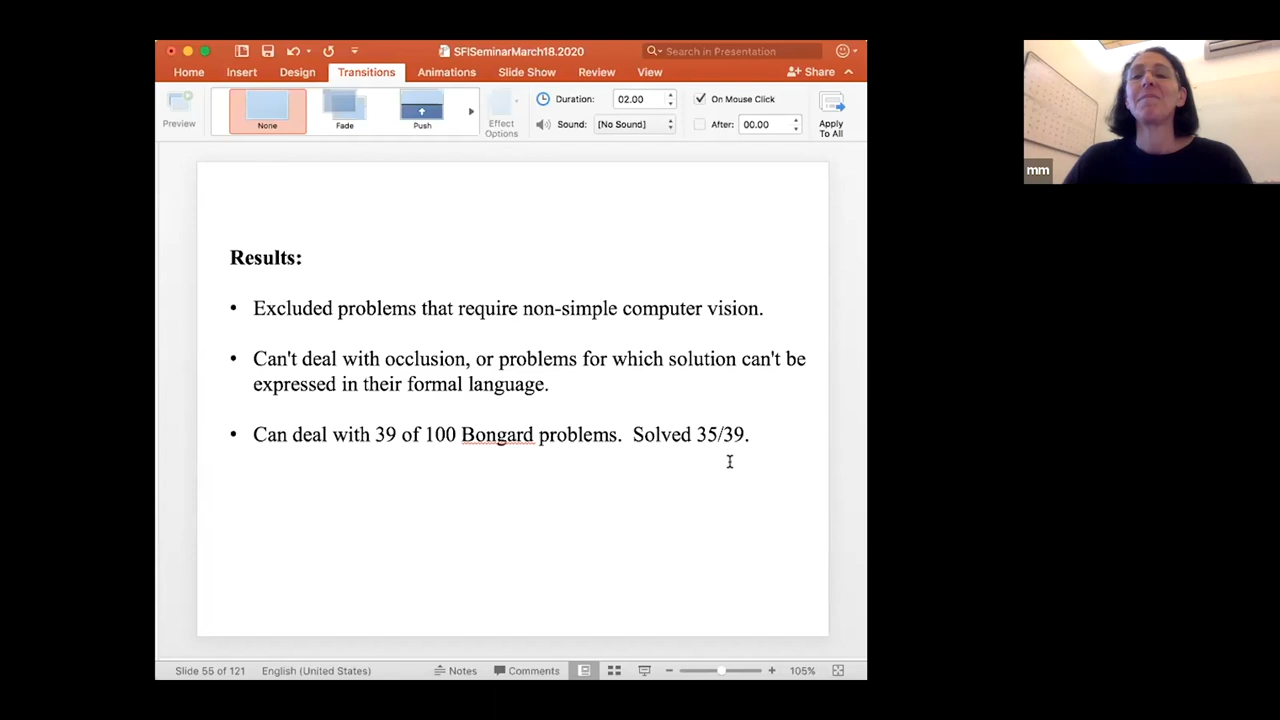 SFISeminarMarch18.2020
Search in Presentation
Home Insert Design Transitions Animations Slide Show Review View Share
Preview
None
Fade
Push
Effect
Options
Duration: 02.00
Sound: [No Sound]
On Mouse Click
After: 00.00
Apply
To All
mm
Results:
• Excluded problems that require non-simple computer vision.
• Can't deal with occlusion, or problems for which solution can't be
expressed in their formal language.
• Can deal with 39 of 100 Bongard problems. Solved 35/39.
Slide 55 of 121 English (United States) Notes Comments 105%